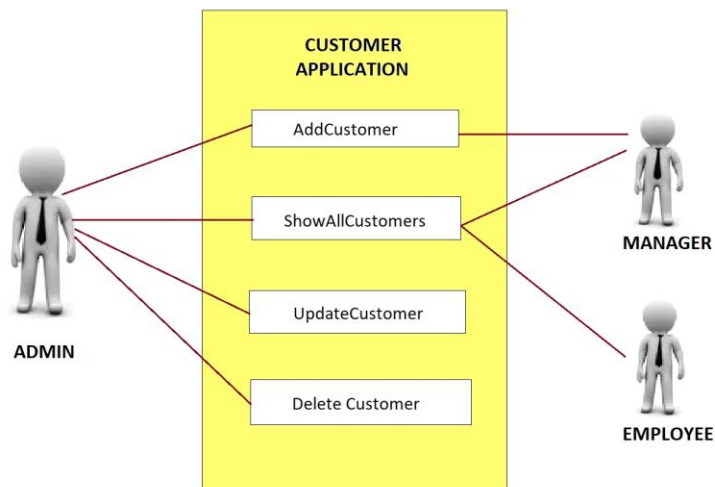 CUSTOMER
APPLICATION
AddCustomer
ShowAllCustomers
UpdateCustomer
Delete Customer
ADMIN
MANAGER
EMPLOYEE